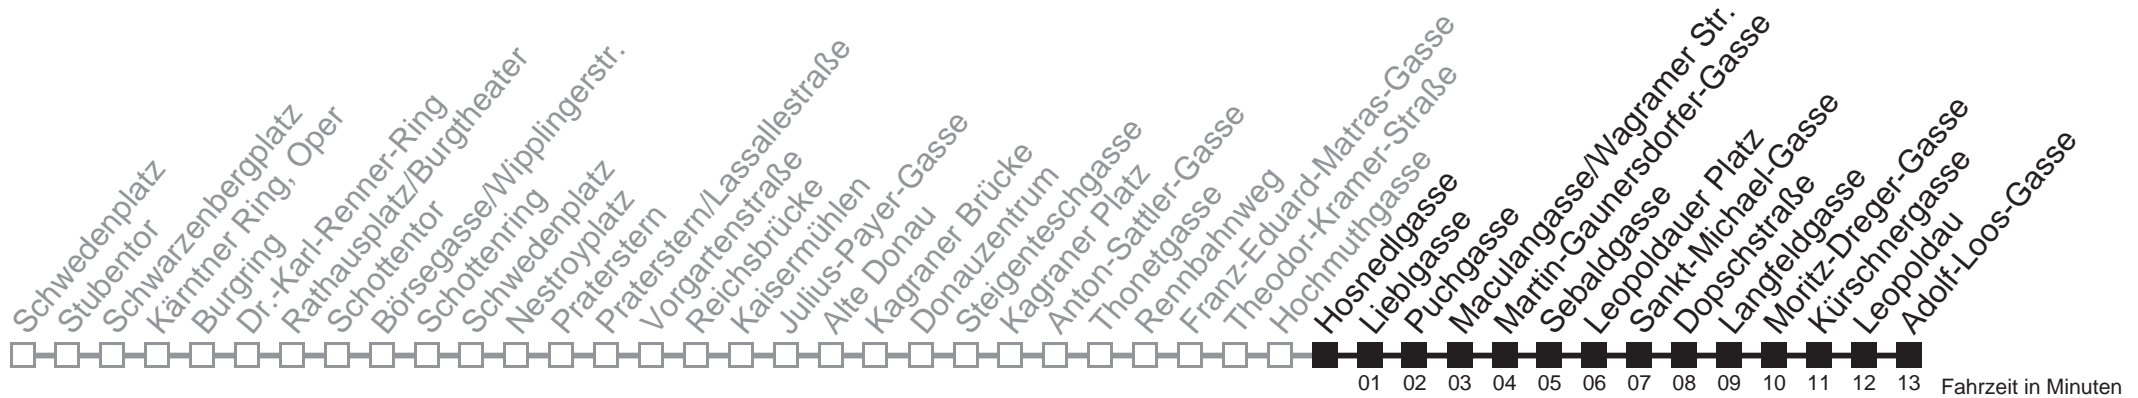 Schwedenplatz
Stubentor
Schwarzenbergplatz
Kärntner Ring, Oper
Burgring
Dr.-Karl-Renner-Ring
Rathausplatz/Burgtheater
Schottentor
Börsegasse/Wipplingerstr.
Schottenring
Schwedenplatz
Nestroyplatz
Praterstern
Praterstern/Lassallestraße
Vorgartenstraße
Reichsbrücke
Kaisermühlen
Julius-Payer-Gasse
Alte Donau
Kagraner Brücke
Donauzentrum
Steigenteschgasse
Kagraner Platz
Anton-Sattler-Gasse
Thonetgasse
Rennbahnweg
Franz-Eduard-Matras-Gasse
Theodor-Kramer-Straße
Hochmuthgasse
Hosnedlgasse
Lieblgasse
Puchgasse
Maculangasse/Wagramer Str.
Martin-Gaunersdorfer-Gasse
Sebaldgasse
Leopoldauer Platz
Sankt-Michael-Gasse
Dopschstraße
Langfeldgasse
Moritz-Dreger-Gasse
Kürschnergasse
Leopoldau
Adolf-Loos-Gasse
01 02 03 04 05 06 07 08 09 10 11 12 13 Fahrzeit in Minuten